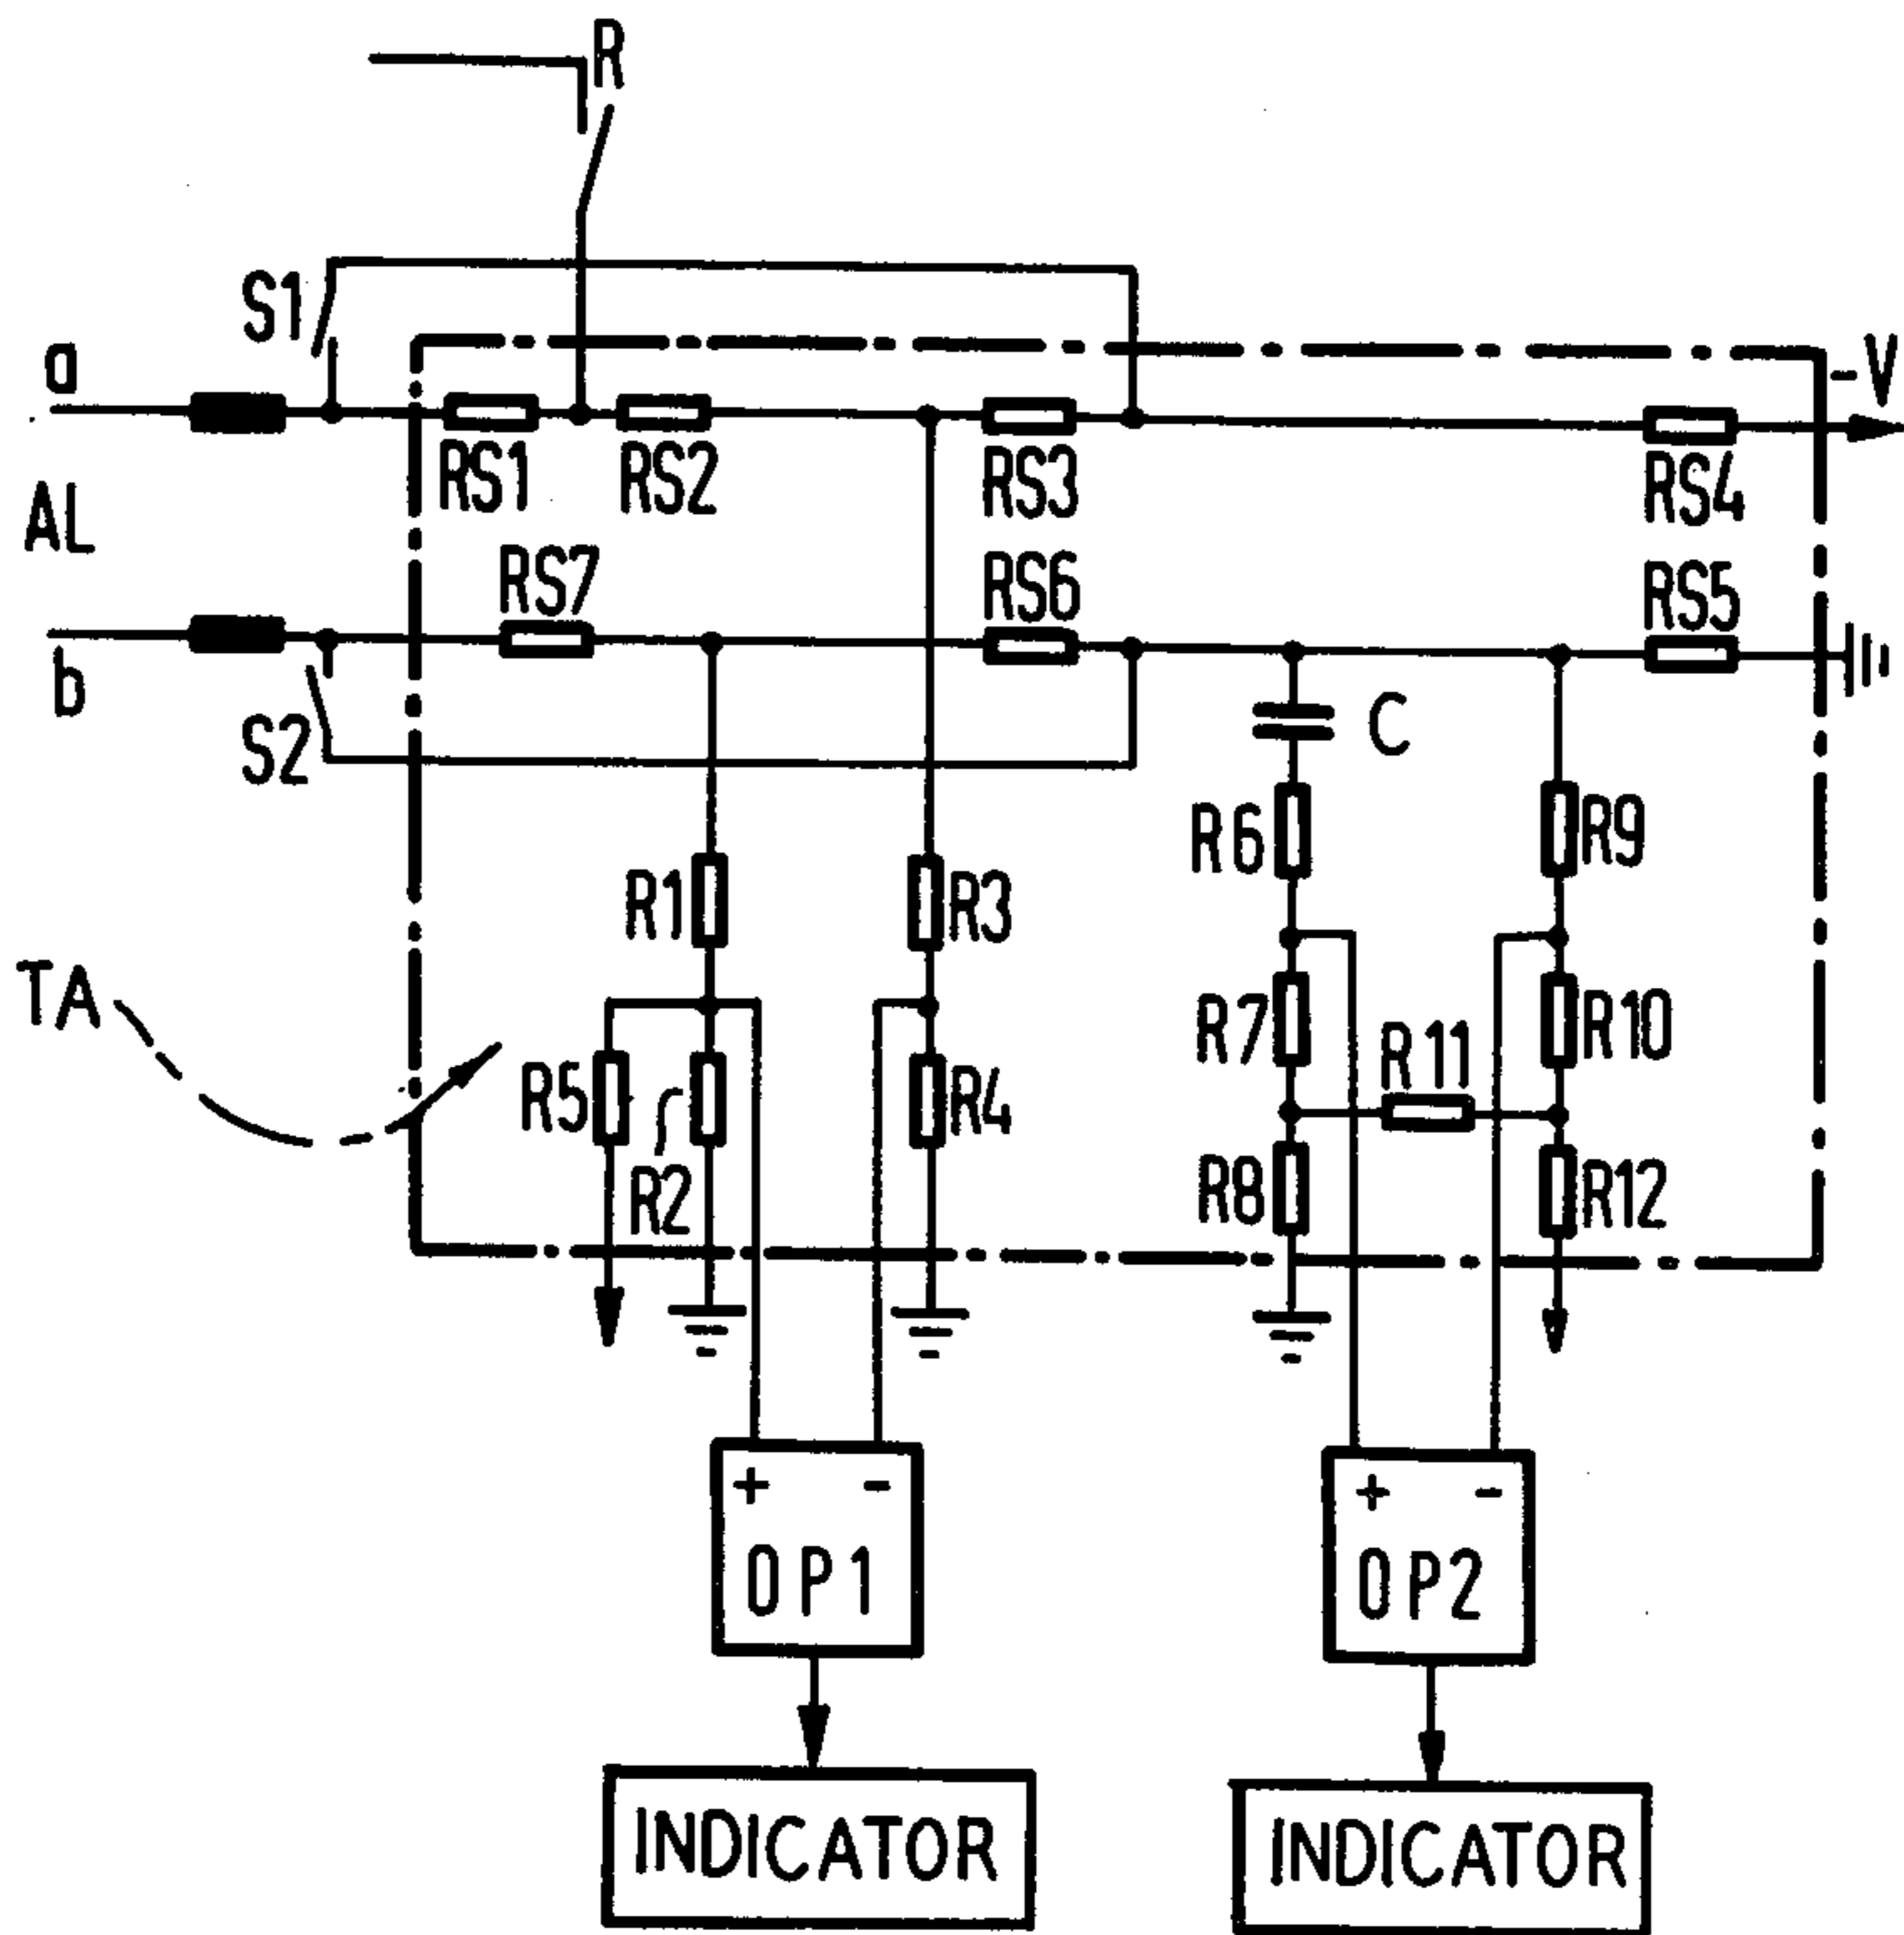 R
S1
a
-V
RS1
RS2
RS3
RS4
AL
RS7
RS6
RS5
b
S2
C
R6
R9
R1
R3
TA
R7
R11
R10
R5
R4
R2
R8
R12
+ -
OP1
+ -
OP2
INDICATOR
INDICATOR